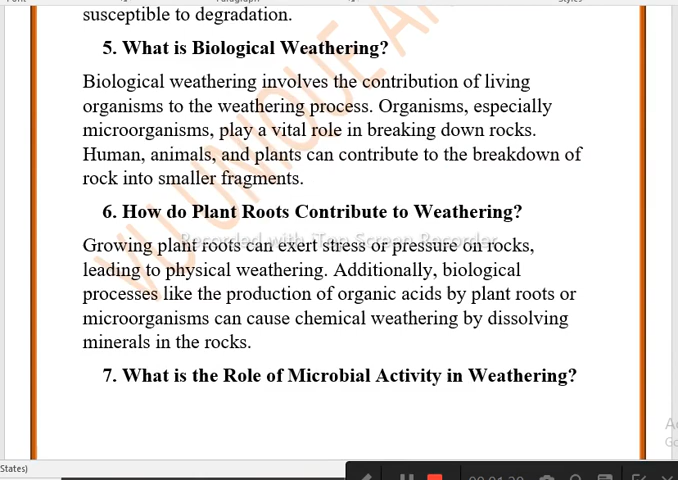 Paragraph
Styles
susceptible to degradation.
5. What is Biological Weathering?
Biological weathering involves the contribution of living
organisms to the weathering process. Organisms, especially
microorganisms, play a vital role in breaking down rocks.
Human, animals, and plants can contribute to the breakdown of
rock into smaller fragments.
6. How do Plant Roots Contribute to Weathering?
Recorded with iTop Screen Recorder
Growing plant roots can exert stress or pressure on rocks,
leading to physical weathering. Additionally, biological
processes like the production of organic acids by plant roots or
microorganisms can cause chemical weathering by dissolving
minerals in the rocks.
7. What is the Role of Microbial Activity in Weathering?
VU UNIQUE
States)